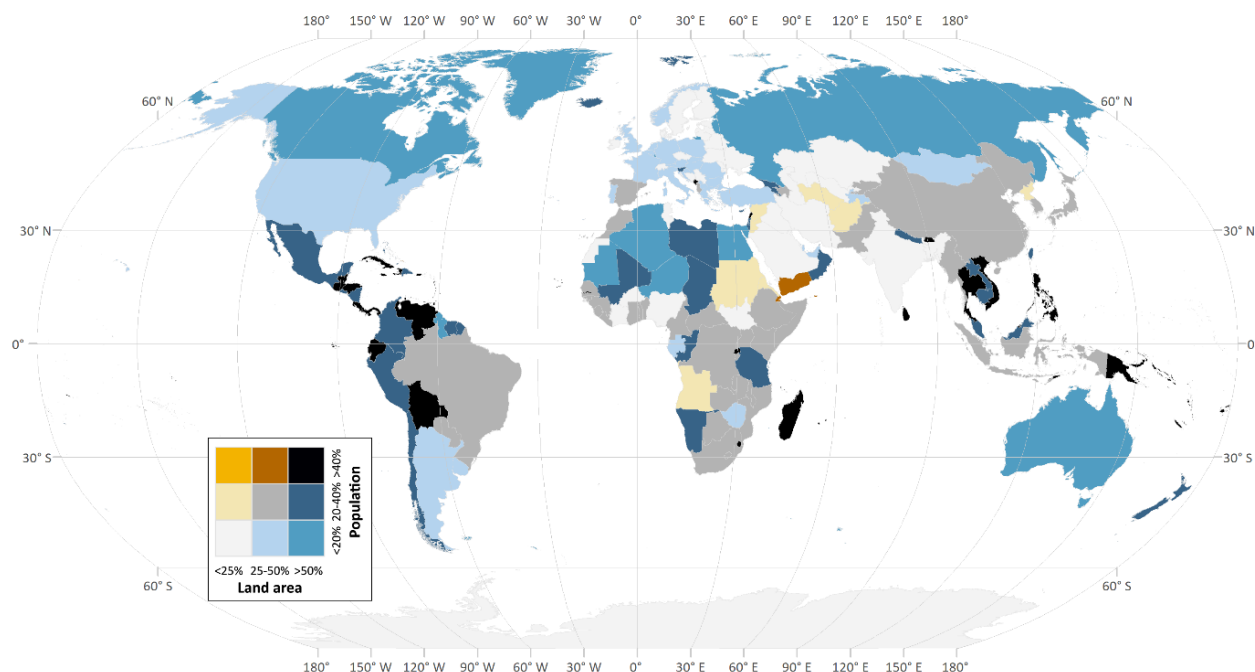 180° 150° W 120° W 90° W 60° W 30° W 0° 30° E 60° E 90° E 120° E 150° E 180°
60° N 60° N
30° N 30° N
0° 0°
30° S 30° S
60° S 60° S
>40%
20-40%
<20%
Population
<25% 25-50% >50%
Land area
180° 150° W 120° W 90° W 60° W 30° W 0° 30° E 60° E 90° E 120° E 150° E 180°